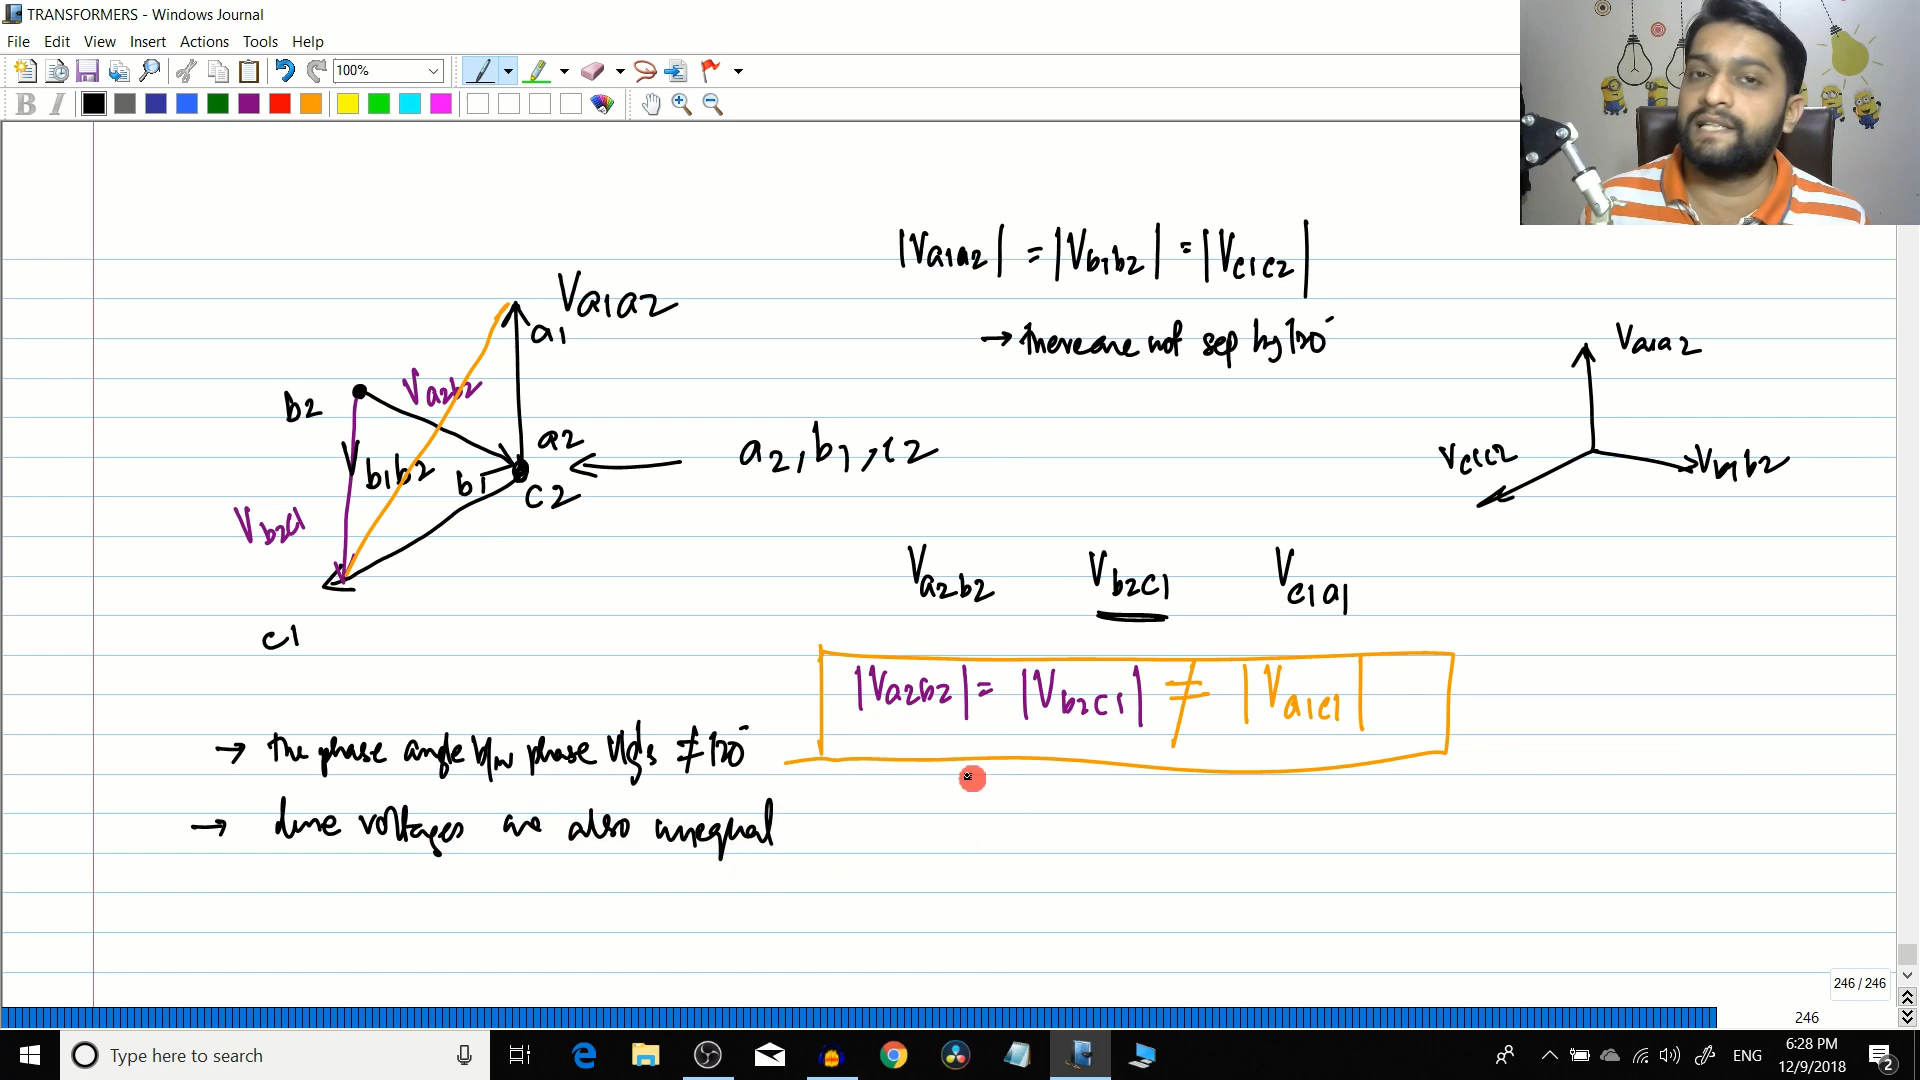 TRANSFORMERS - Windows Journal
File Edit View Insert Actions Tools Help
100%
B I
|Va1a2| = |Vb1b2| = |Vc1c2|
→ these are not sep by 120°
Va1a2
a1
b2
Va2b2
a2
b1b2
b1
c2
Vb2c1
c1
a2, b1, c2
Va1a2
Vc1c2
Vb1b2
Va2b2 Vb2c1 Vc1a1
|Va2b2| = |Vb2c1| ≠ |Va1c1|
→ the phase angle b/w phase Vlgs ≠ 120°
→ line voltages are also unequal
246 / 246
246
Type here to search
ENG
6:28 PM
12/9/2018
2